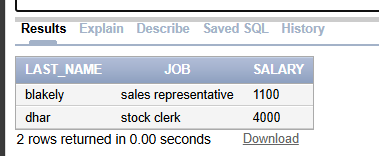 Results Explain Describe Saved SQL History
LAST_NAME JOB SALARY
blakely sales representative 1100
dhar stock clerk 4000
2 rows returned in 0.00 seconds Download